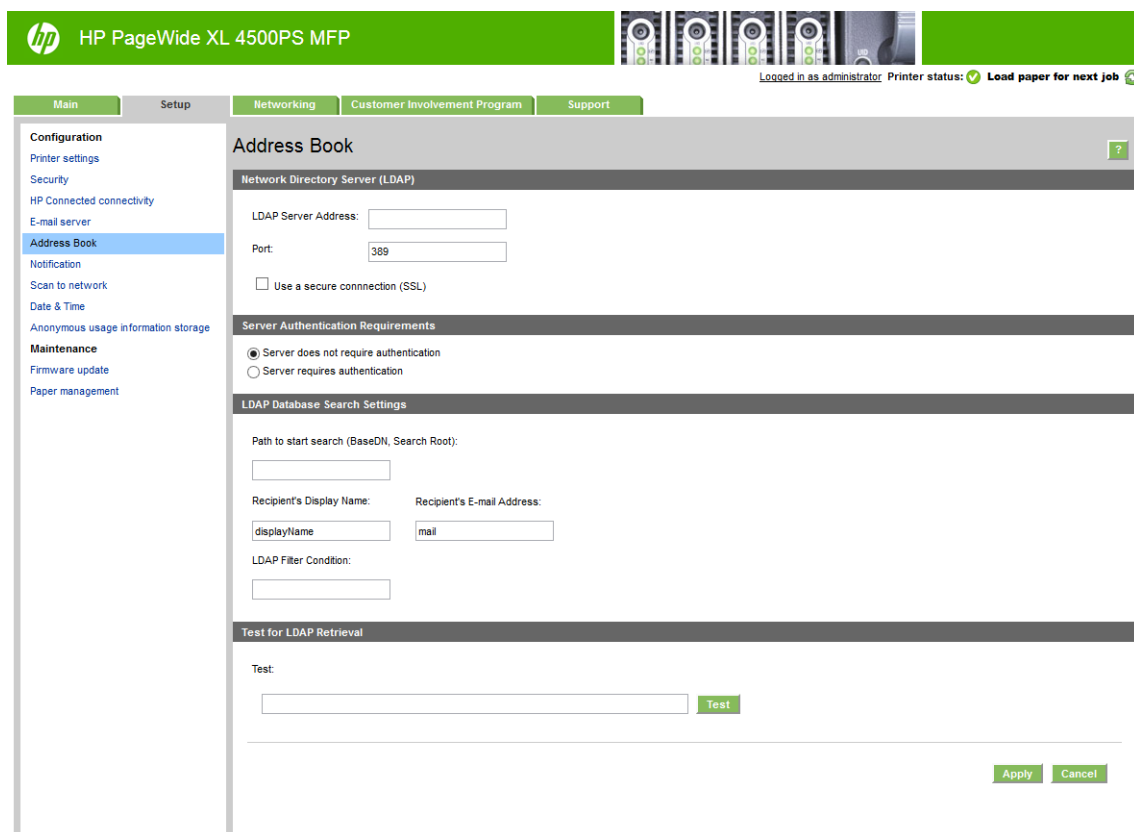 hp HP PageWide XL 4500PS MFP
UID
Logged in as administrator Printer status: Load paper for next job
Main Setup Networking Customer Involvement Program Support
Configuration
Printer settings
Security
HP Connected connectivity
E-mail server
Address Book
Notification
Scan to network
Date & Time
Anonymous usage information storage
Maintenance
Firmware update
Paper management
Address Book ?
Network Directory Server (LDAP)
LDAP Server Address:
Port: 389
Use a secure connnection (SSL)
Server Authentication Requirements
Server does not require authentication
Server requires authentication
LDAP Database Search Settings
Path to start search (BaseDN, Search Root):
Recipient's Display Name: Recipient's E-mail Address:
displayName mail
LDAP Filter Condition:
Test for LDAP Retrieval
Test:
Test
Apply Cancel